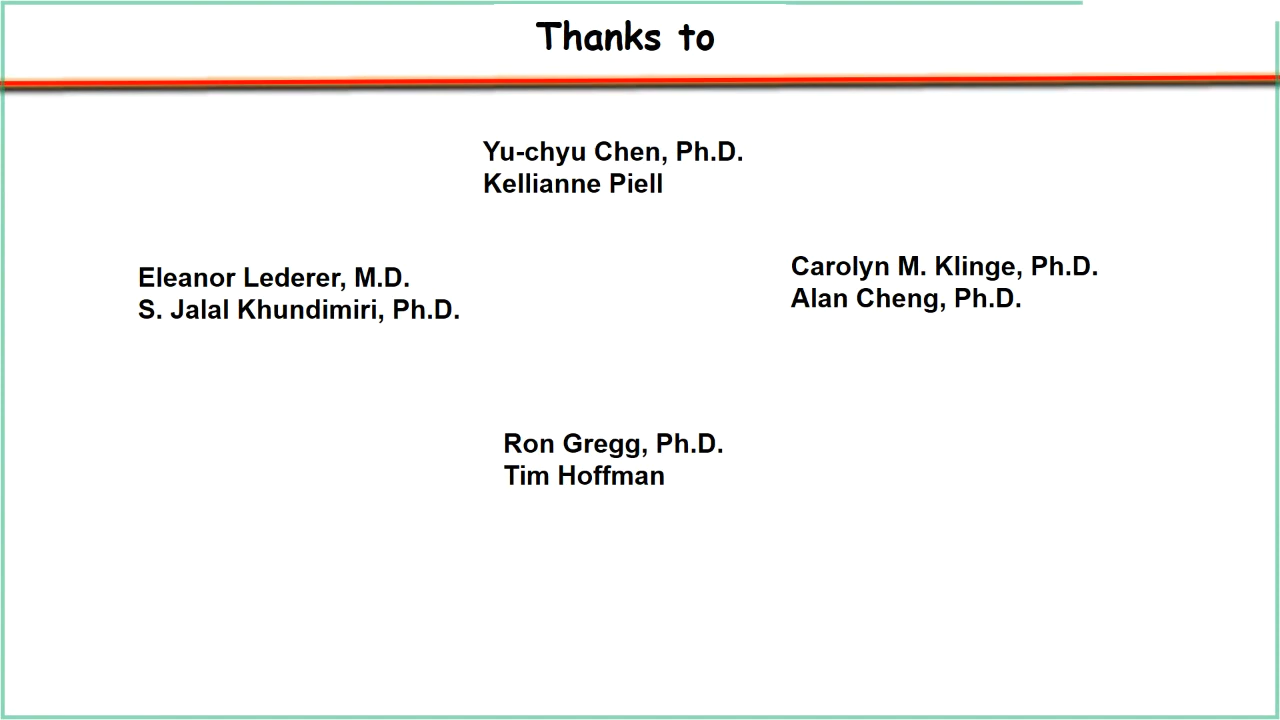 Thanks to
Yu-chyu Chen, Ph.D.
Kellianne Piell
Eleanor Lederer, M.D.
S. Jalal Khundimiri, Ph.D.
Carolyn M. Klinge, Ph.D.
Alan Cheng, Ph.D.
Ron Gregg, Ph.D.
Tim Hoffman